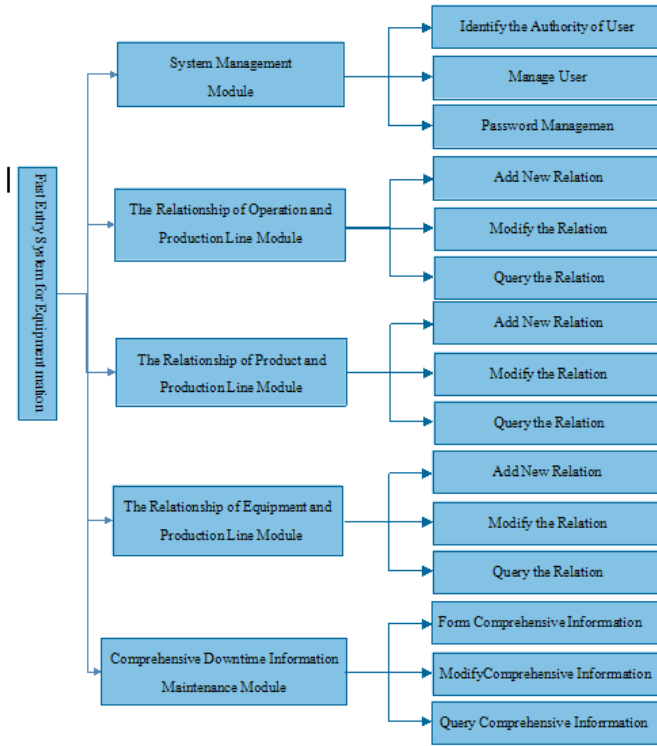 Fast Entry System for Equipment mation
System Management
Module
Identify the Authority of User
Manage User
Password Managemen
The Relationship of Operation and
Production Line Module
Add New Relation
Modify the Relation
Query the Relation
The Relationship of Product and
Production Line Module
Add New Relation
Modify the Relation
Query the Relation
The Relationship of Equipment and
Production Line Module
Add New Relation
Modify the Relation
Query the Relation
Comprehensive Downtime Information
Maintenance Module
Form Comprehensive Information
ModifyComprehensive Information
Query Comprehensive Information